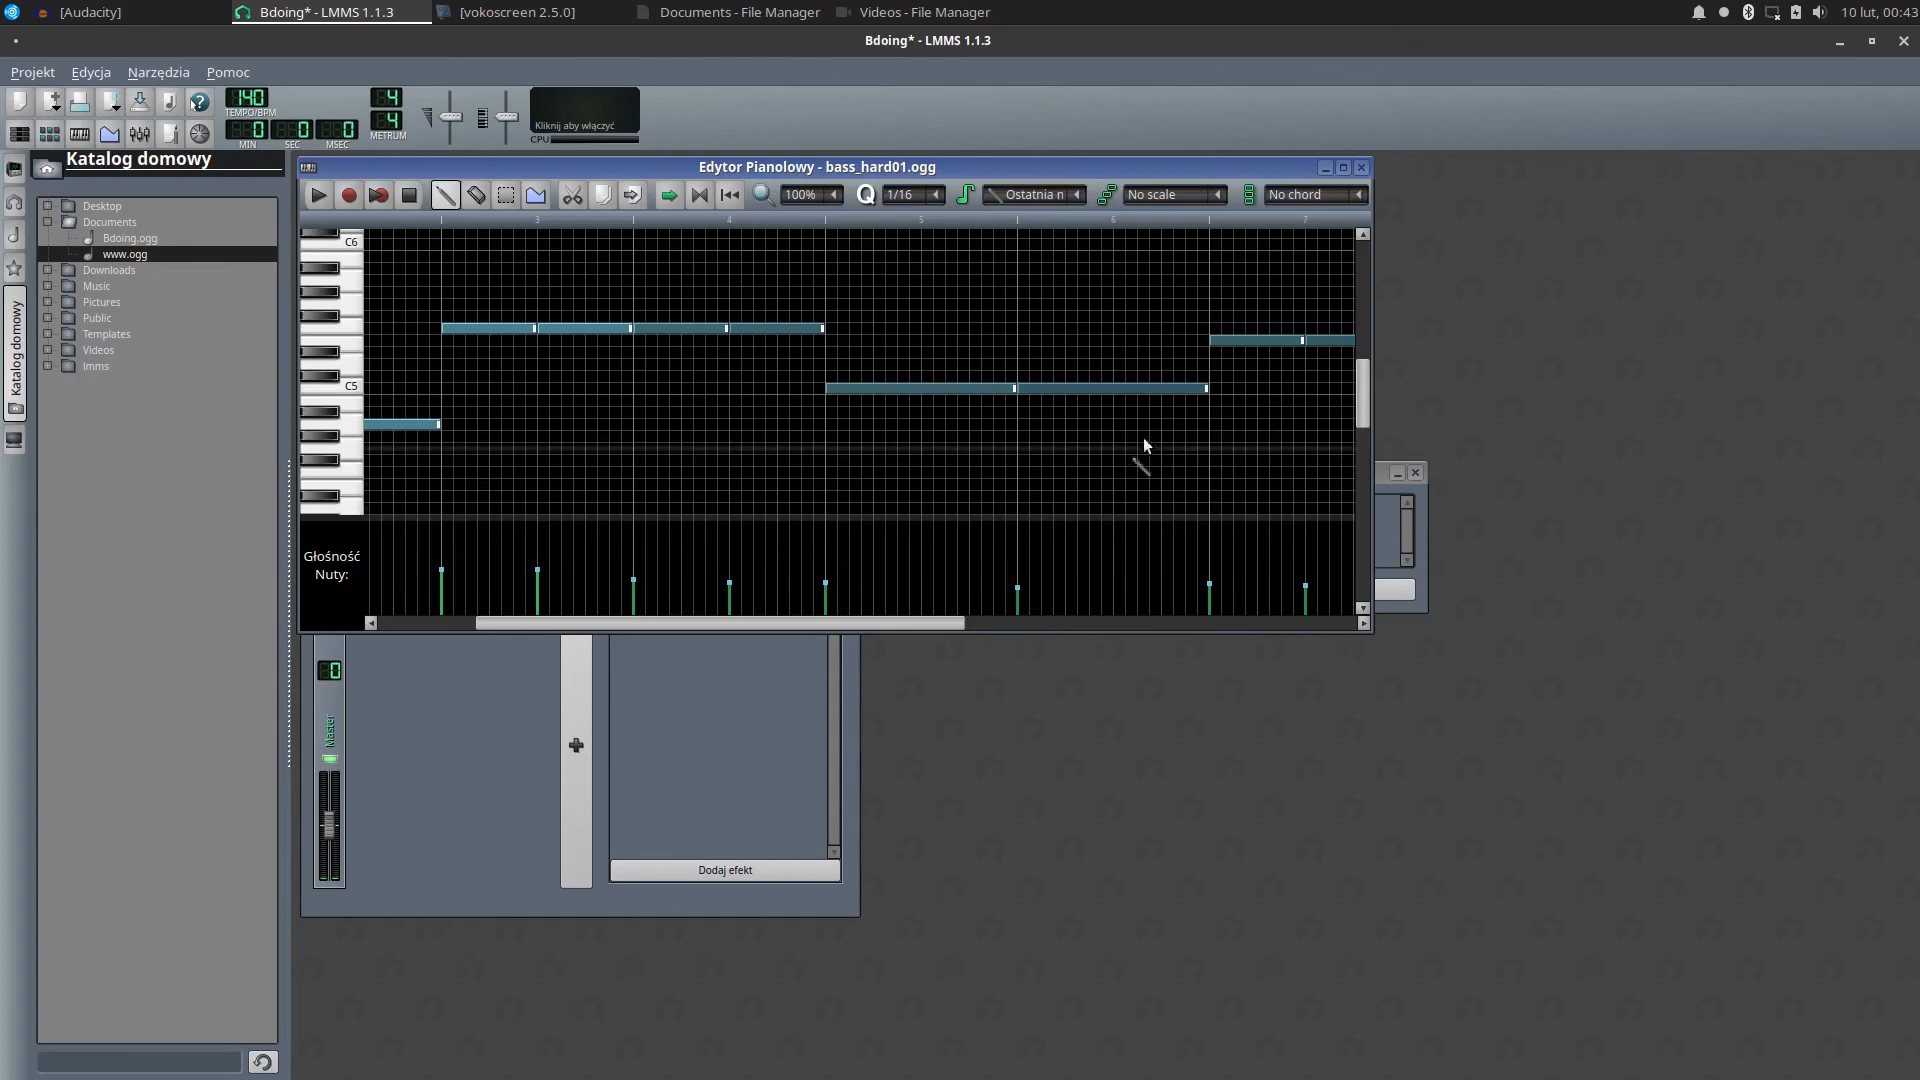 [Audacity]
Bdoing* - LMMS 1.1.3
[vokoscreen 2.5.0]
Documents - File Manager
Videos - File Manager
10 lut, 00:43
Bdoing* - LMMS 1.1.3
Projekt
Edycja
Narzędzia
Pomoc
140
TEMPO/BPM
4
4
METRUM
0
0
0
MIN
SEC
MSEC
Kliknij aby włączyć
CPU
Katalog domowy
Katalog domowy
Desktop
Documents
Bdoing.ogg
www.ogg
Downloads
Music
Pictures
Public
Templates
Videos
lmms
Edytor Pianolowy - bass_hard01.ogg
100%
Q
1/16
Ostatnia n
No scale
No chord
3
4
5
6
7
C6
C5
Głośność
Nuty:
0
Master
Dodaj efekt